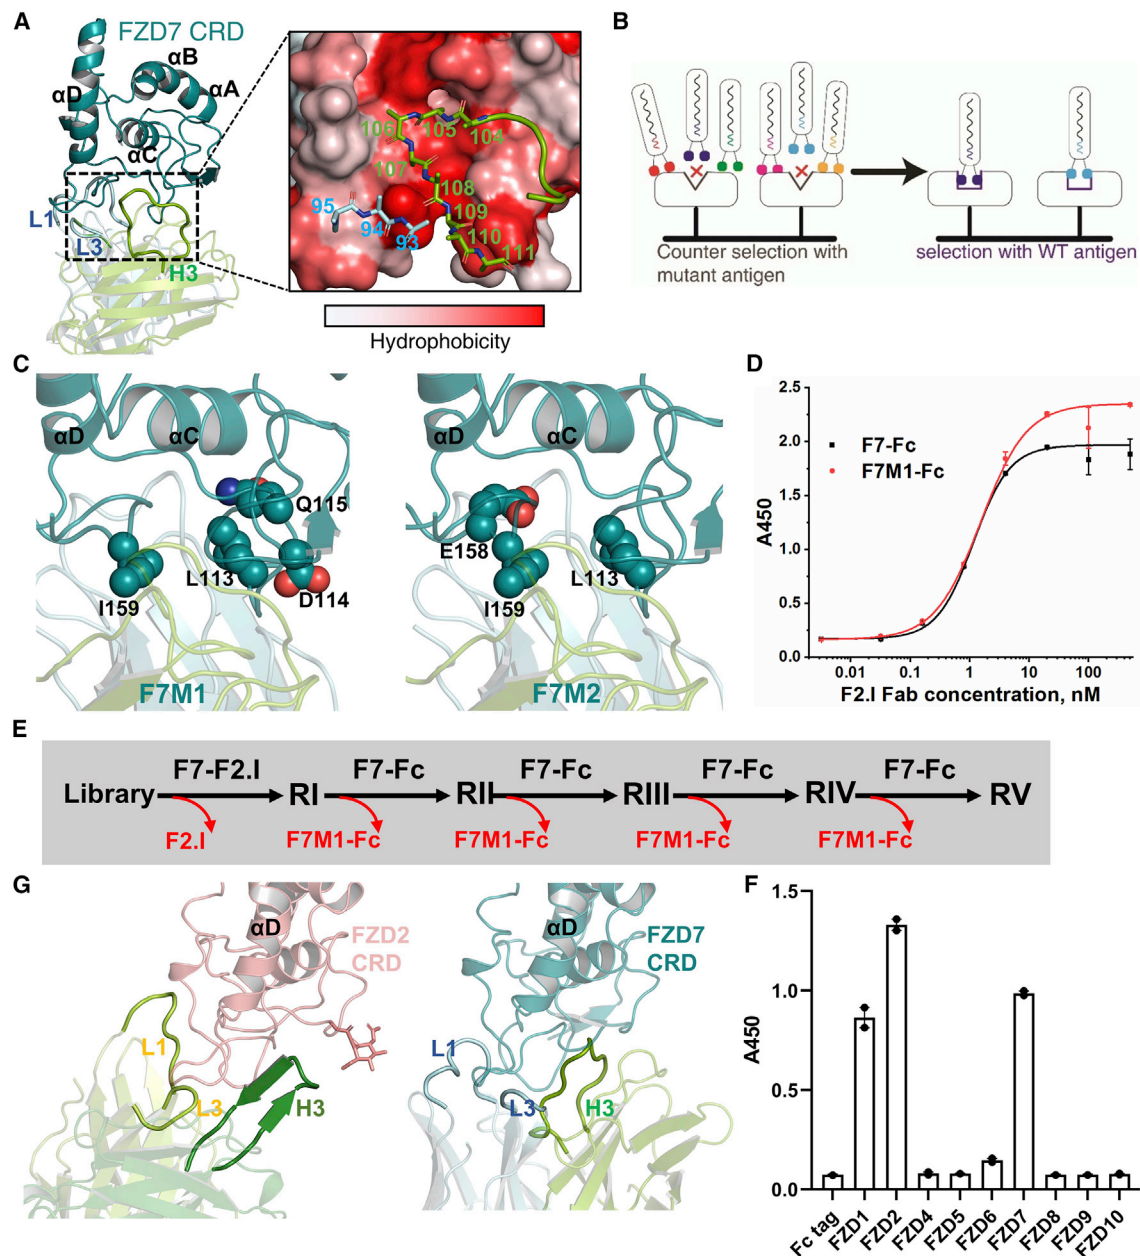 A
FZD7 CRD
αB
αA
αD
αC
L1
L3
H3
106
105
104
107
108
95
94
93
109
110
111
Hydrophobicity
B
Counter selection with
mutant antigen
selection with WT antigen
C
αD
αC
Q115
L113
D114
I159
F7M1
αD
αC
E158
L113
I159
F7M2
D
2.5
2.0
1.5
1.0
0.5
0.0
A450
F7-Fc
F7M1-Fc
0.01
0.1
1
10
100
F2.I Fab concentration, nM
E
F7-F2.I
F7-Fc
F7-Fc
F7-Fc
F7-Fc
Library
RI
RII
RIII
RIV
RV
F2.I
F7M1-Fc
F7M1-Fc
F7M1-Fc
F7M1-Fc
G
αD
FZD2
CRD
L1
L3
H3
αD
FZD7
CRD
L1
L3
H3
F
1.5
1.0
0.5
0.0
A450
Fc tag
FZD1
FZD2
FZD4
FZD5
FZD6
FZD7
FZD8
FZD9
FZD10